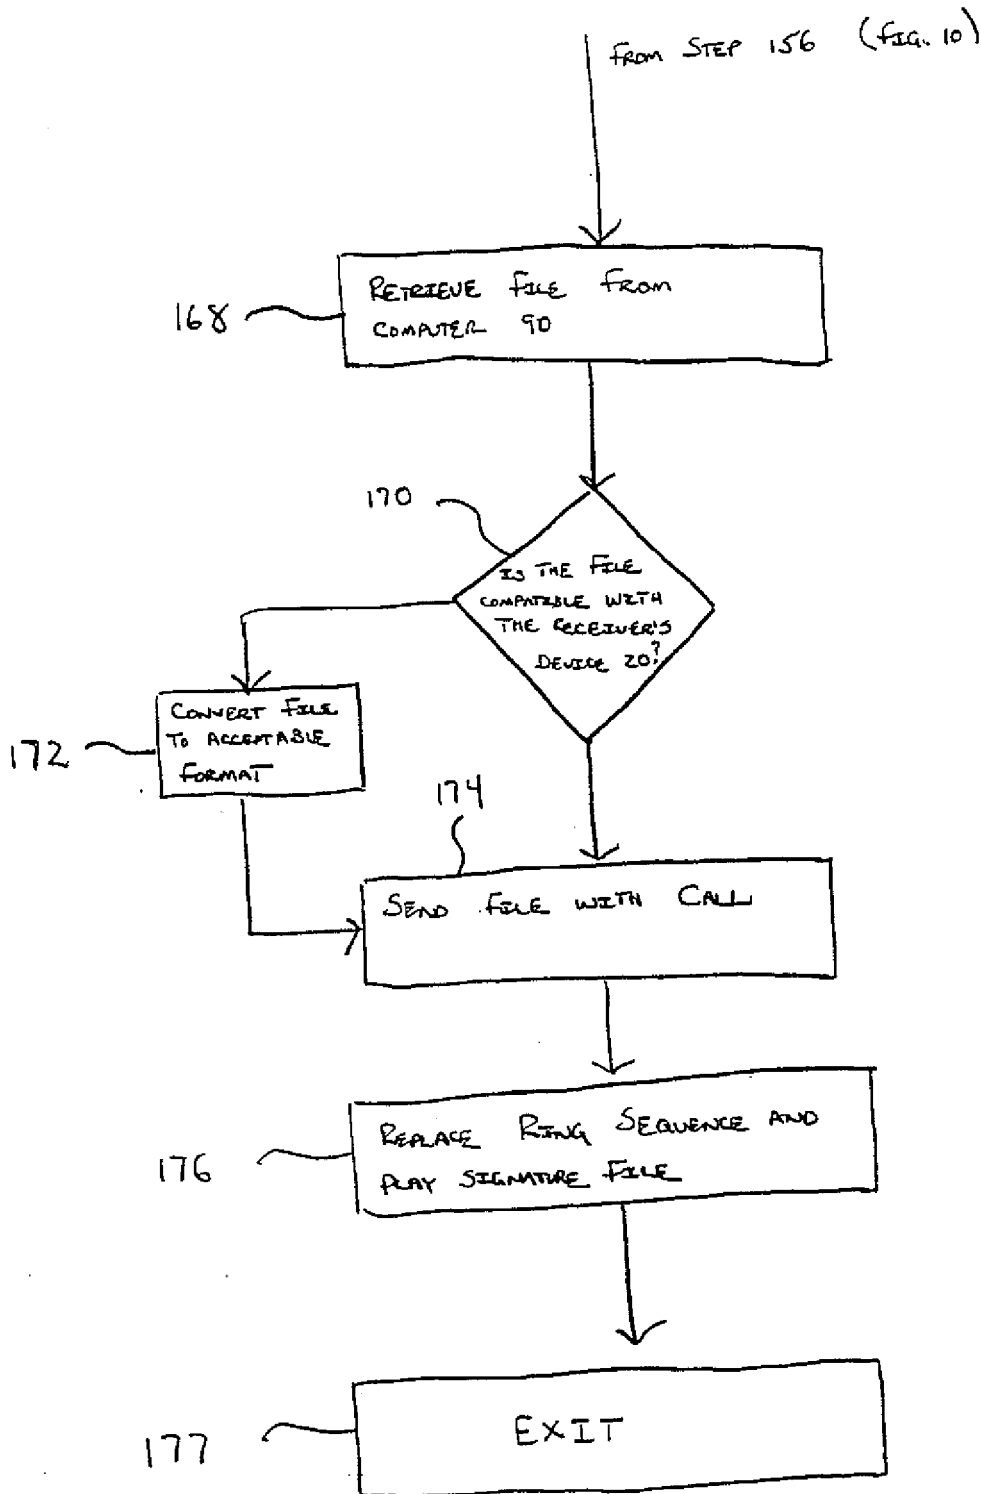 FROM STEP 156 (FIG. 10)
RETRIEVE FILE FROM
COMPUTER 90
168
170
IS THE FILE
COMPATIBLE WITH
THE RECEIVER'S
DEVICE 20?
CONVERT FILE
TO ACCEPTABLE
FORMAT
172
174
SEND FILE WITH CALL
REPLACE RING SEQUENCE AND
PLAY SIGNATURE FILE
176
EXIT
177